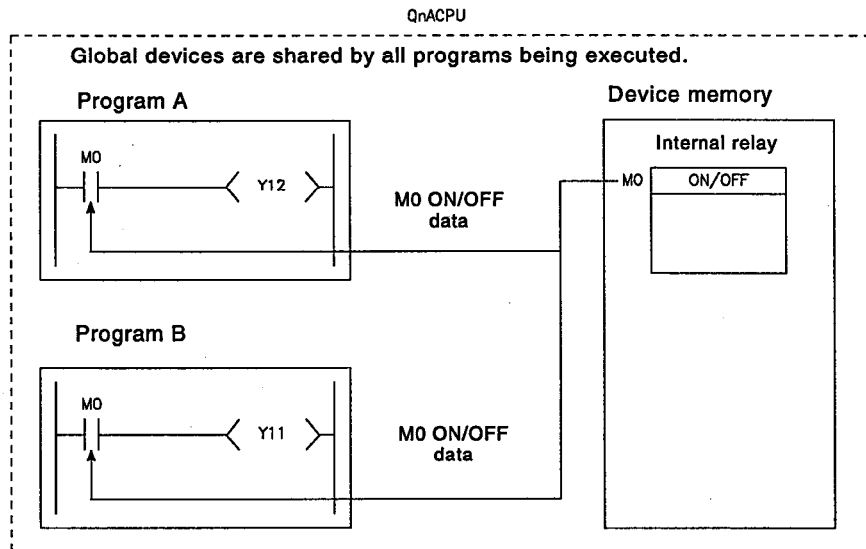 QnACPU
Global devices are shared by all programs being executed.
Program A
M0
Y12
M0 ON/OFF
data
Device memory
Internal relay
M0
ON/OFF
Program B
M0
Y11
M0 ON/OFF
data